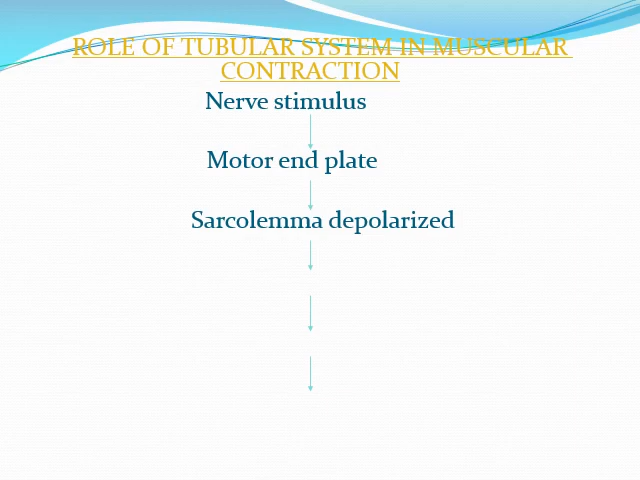 ROLE OF TUBULAR SYSTEM IN MUSCULAR
CONTRACTION
Nerve stimulus
Motor end plate
Sarcolemma depolarized